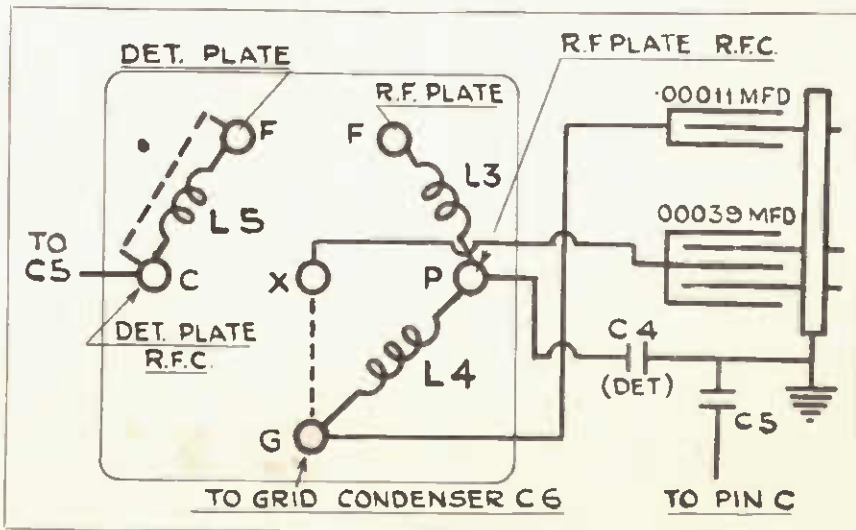 DET. PLATE
R.F PLATE R.F.C.
R.F. PLATE
.00011 MFD
F
F
L3
L5
00039 MFD
TO
C5
C
X
P
DET. PLATE
R.F.C.
L4
C4
(DET)
G
C5
TO GRID CONDENSER C6
TO PIN C